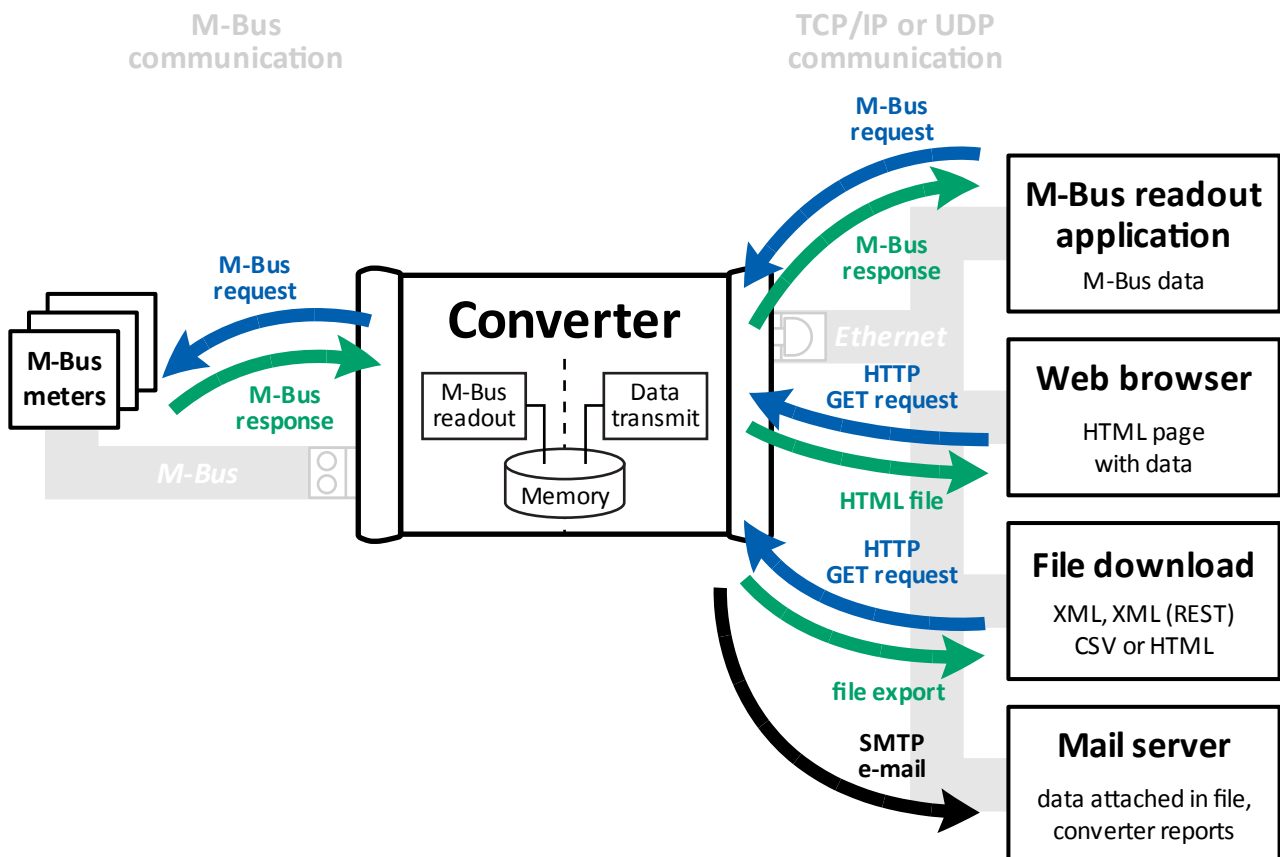 M-Bus
communication
TCP/IP or UDP
communication
M-Bus
request
M-Bus readout
application
M-Bus data
M-Bus
response
M-Bus
request
Converter
Ethernet
M-Bus
meters
M-Bus
response
M-Bus
readout
Data
transmit
Memory
M-Bus
HTTP
GET request
Web browser
HTML page
with data
HTML file
HTTP
GET request
File download
XML, XML (REST)
CSV or HTML
file export
SMTP
e-mail
Mail server
data attached in file,
converter reports